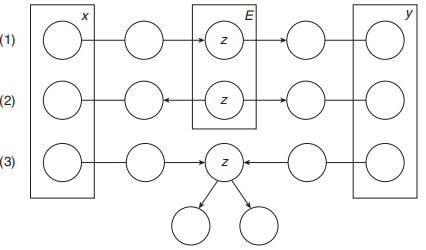 x E y
(1) z
(2) z
(3) z